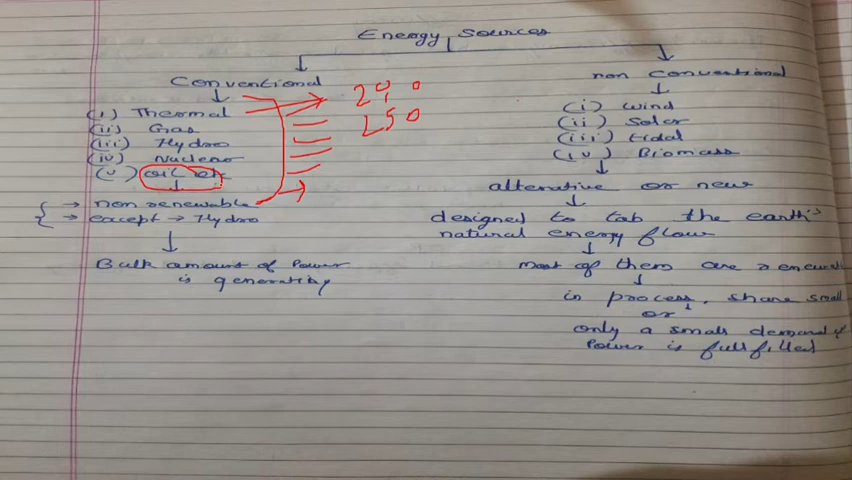 Energy Sources
Conventional
(i) Thermal
(ii) Gas
(iii) Hydro
(iv) Nuclear
(v) oil etc
→ non renewable
→ except → Hydro
Bulk amount of Power
is generating
240
250
non conventional
(i) Wind
(ii) Solar
(iii) tidal
(iv) Biomass
alternative or new
designed to tab the earth's
natural energy flow
most of them are
in process, share small
or
only a small demand of
Power is fullfilled